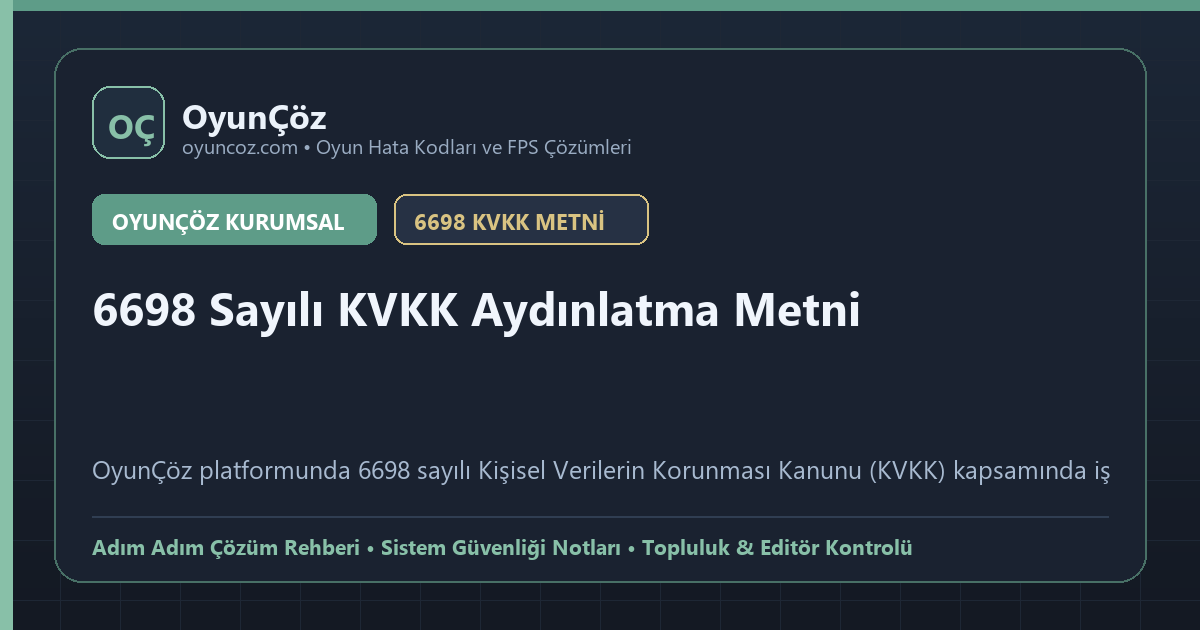 OÇ
OyunÇöz
oyuncoz.com • Oyun Hata Kodları ve FPS Çözümleri
OYUNÇÖZ KURUMSAL
6698 KVKK METNİ
6698 Sayılı KVKK Aydınlatma Metni
OyunÇöz platformunda 6698 sayılı Kişisel Verilerin Korunması Kanunu (KVKK) kapsamında iş
Adım Adım Çözüm Rehberi • Sistem Güvenliği Notları • Topluluk & Editör Kontrolü